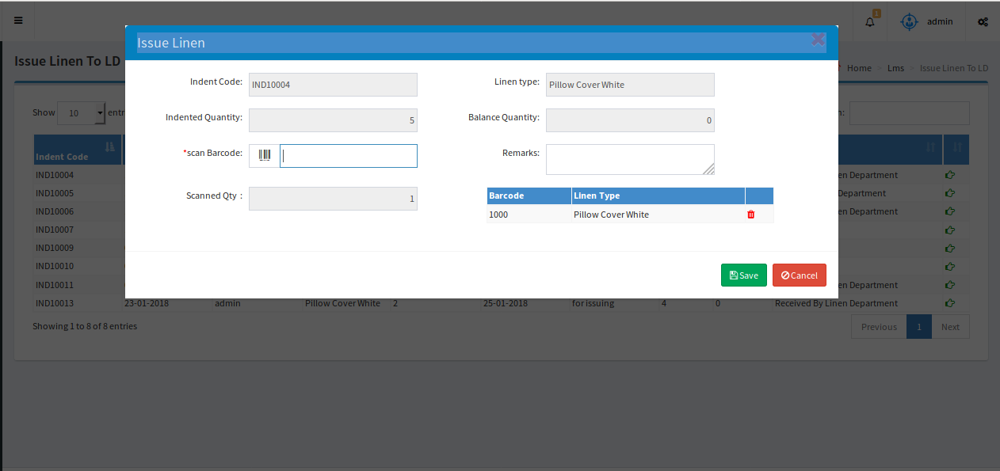 1
admin
Issue Linen
Issue Linen To LD
Home > Lms > Issue Linen To LD
Indent Code: IND10004 Linen type: Pillow Cover White
Show 10 entr
Indented Quantity: 5 Balance Quantity: 0
*scan Barcode: Remarks:
Indent Code
IND10004 en Department
Scanned Qty : 1 Barcode Linen Type
IND10005 Department
IND10006 1000 Pillow Cover White en Department
IND10007
IND10009
IND10010
Save Cancel
IND10011 en Department
IND10013 23-01-2018 admin Pillow Cover White 2 25-01-2018 for issuing 4 0 Received By Linen Department
Showing 1 to 8 of 8 entries Previous 1 Next